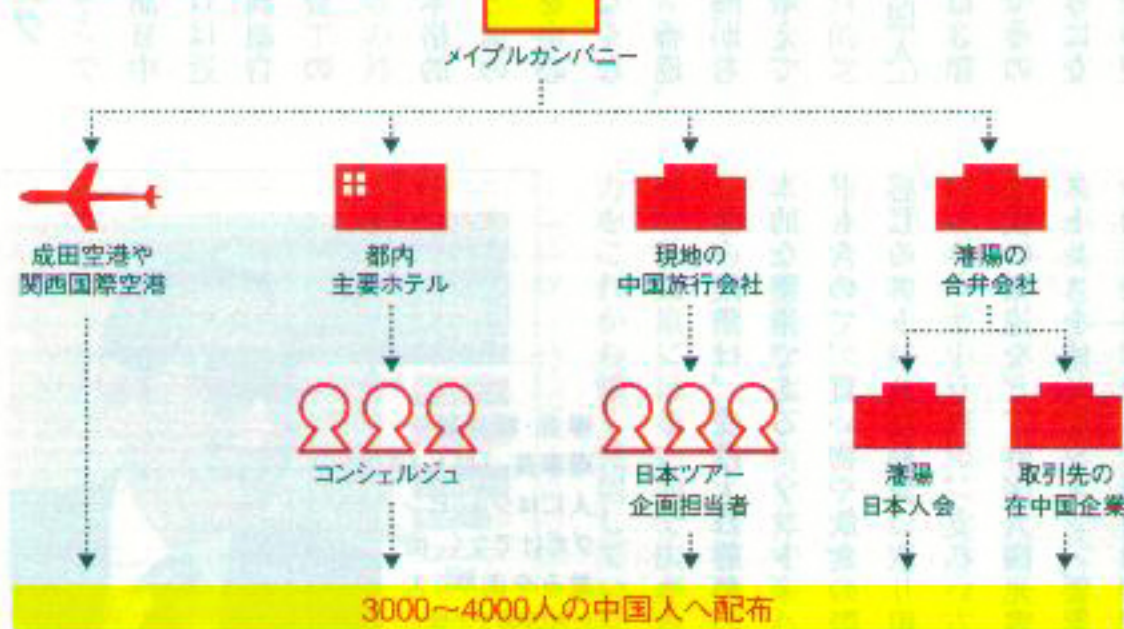 メイプルカンパニー
成田空港や
関西国際空港
都内
主要ホテル
現地の
中国旅行会社
瀋陽の
合弁会社
コンシェルジュ
日本ツアー
企画担当者
瀋陽
日本人会
取引先の
在中国企業
3000〜4000人の中国人へ配布